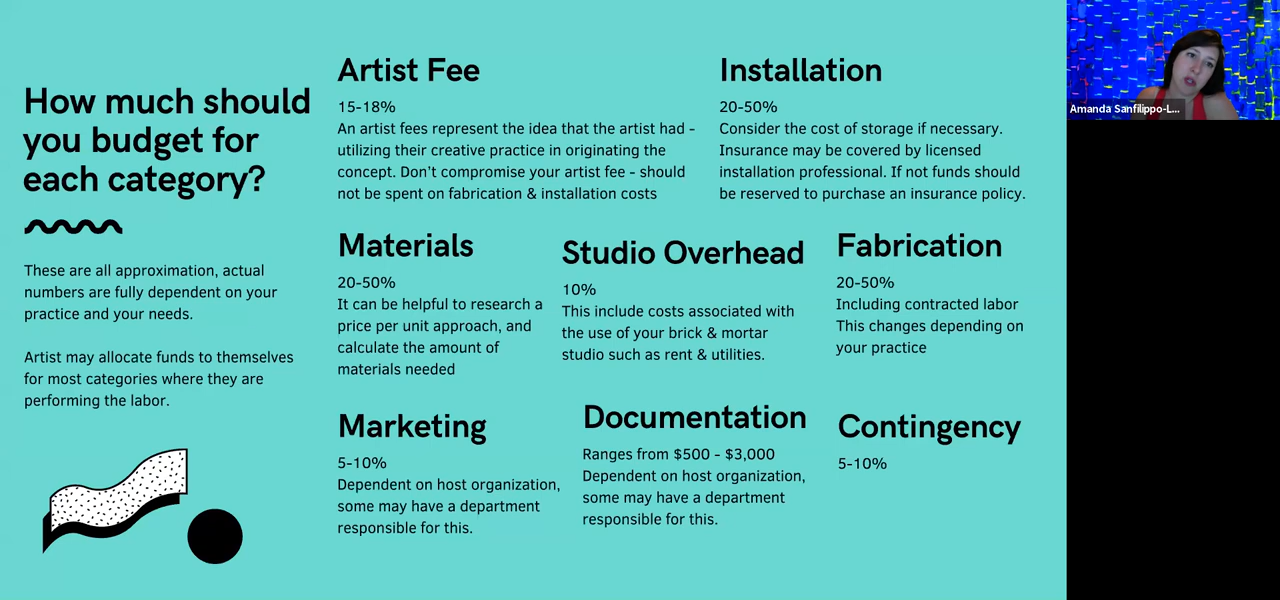 How much should
you budget for
each category?
These are all approximation, actual
numbers are fully dependent on your
practice and your needs.
Artist may allocate funds to themselves
for most categories where they are
performing the labor.
Artist Fee
15-18%
An artist fees represent the idea that the artist had -
utilizing their creative practice in originating the
concept. Don't compromise your artist fee - should
not be spent on fabrication & installation costs
Installation
20-50%
Consider the cost of storage if necessary.
Insurance may be covered by licensed
installation professional. If not funds should
be reserved to purchase an insurance policy.
Materials
20-50%
It can be helpful to research a
price per unit approach, and
calculate the amount of
materials needed
Studio Overhead
10%
This include costs associated with
the use of your brick & mortar
studio such as rent & utilities.
Fabrication
20-50%
Including contracted labor
This changes depending on
your practice
Marketing
5-10%
Dependent on host organization,
some may have a department
responsible for this.
Documentation
Ranges from $500 - $3,000
Dependent on host organization,
some may have a department
responsible for this.
Contingency
5-10%
Amanda Sanfilippo-L...